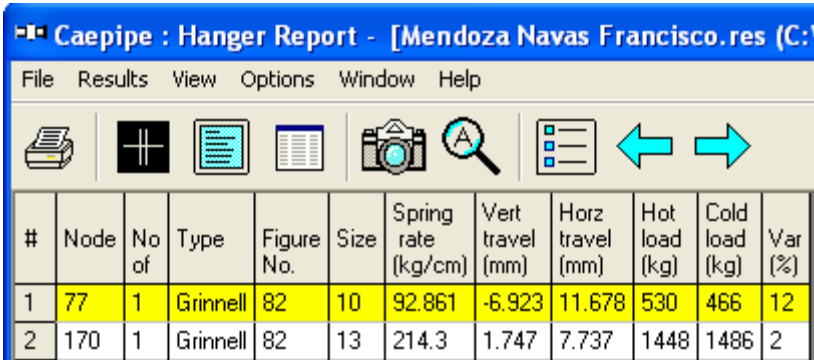 Caepipe : Hanger Report - [Mendoza Navas Francisco.res (C:\
File Results View Options Window Help
A
# Node No of Type Figure No. Size Spring rate (kg/cm) Vert travel (mm) Horz travel (mm) Hot load (kg) Cold load (kg) Var (%)
1 77 1 Grinnell 82 10 92.861 -6.923 11.678 530 466 12
2 170 1 Grinnell 82 13 214.3 1.747 7.737 1448 1486 2